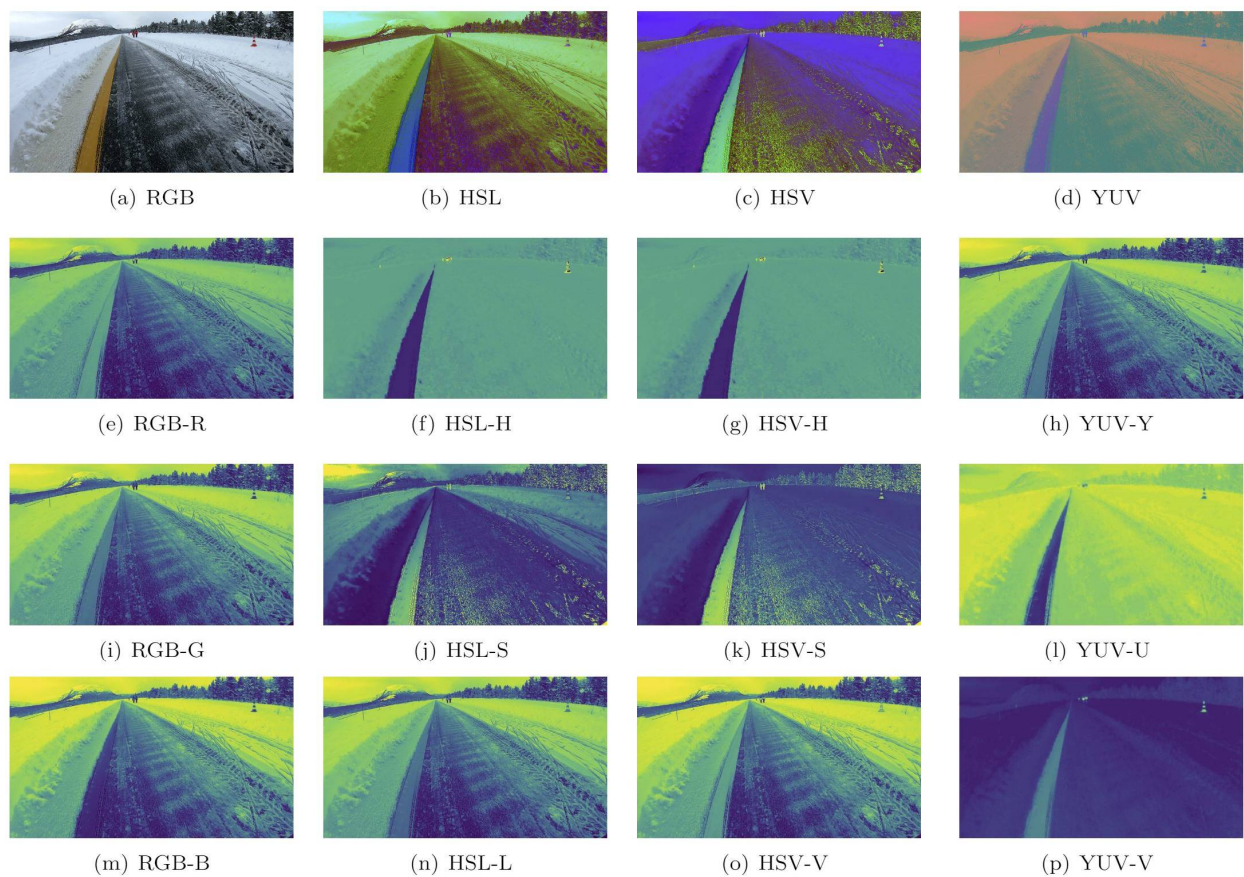 (a) RGB
(b) HSL
(c) HSV
(d) YUV
(e) RGB-R
(f) HSL-H
(g) HSV-H
(h) YUV-Y
(i) RGB-G
(j) HSL-S
(k) HSV-S
(l) YUV-U
(m) RGB-B
(n) HSL-L
(o) HSV-V
(p) YUV-V